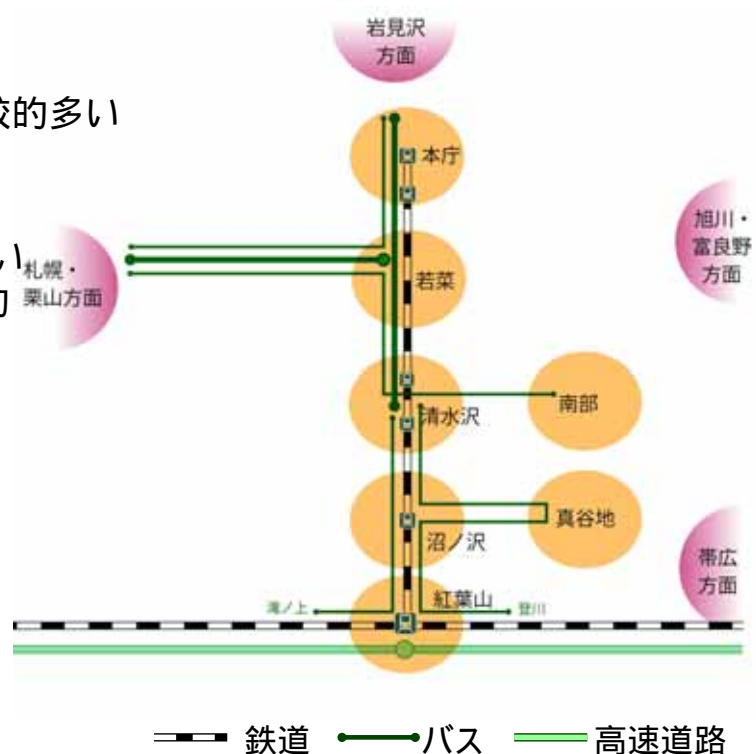 岩見沢
方面
較的多い
本庁
旭川・
富良野
方面
い
札幌・
栗山方面
若菜
南部
清水沢
真谷地
沼ノ沢
帯広
方面
紅葉山
滝ノ上
登川
鉄道
バス
高速道路